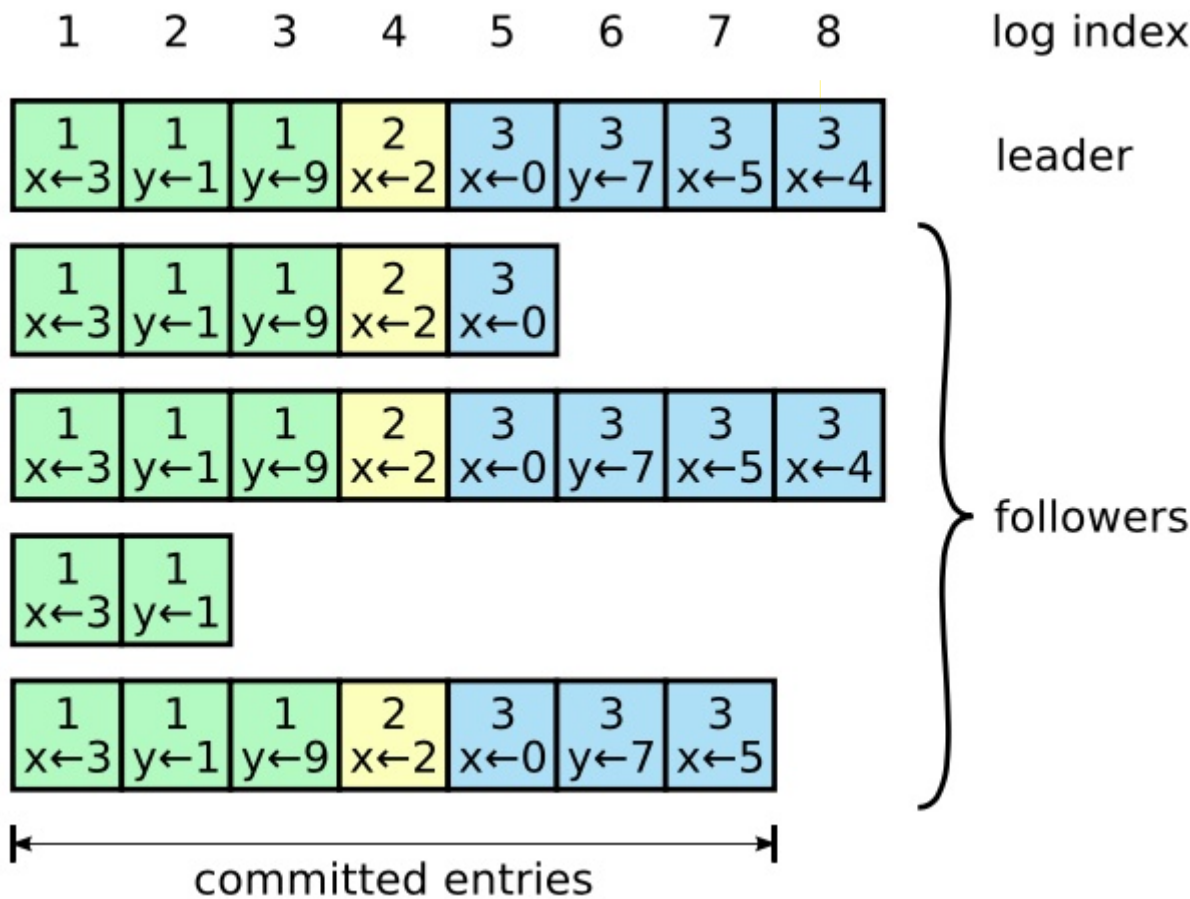 1 2 3 4 5 6 7 8 log index
1 1 1 2 3 3 3 3
x←3 y←1 y←9 x←2 x←0 y←7 x←5 x←4
leader
1 1 1 2 3
x←3 y←1 y←9 x←2 x←0
1 1 1 2 3 3 3 3
x←3 y←1 y←9 x←2 x←0 y←7 x←5 x←4
followers
1 1
x←3 y←1
1 1 1 2 3 3 3
x←3 y←1 y←9 x←2 x←0 y←7 x←5
committed entries